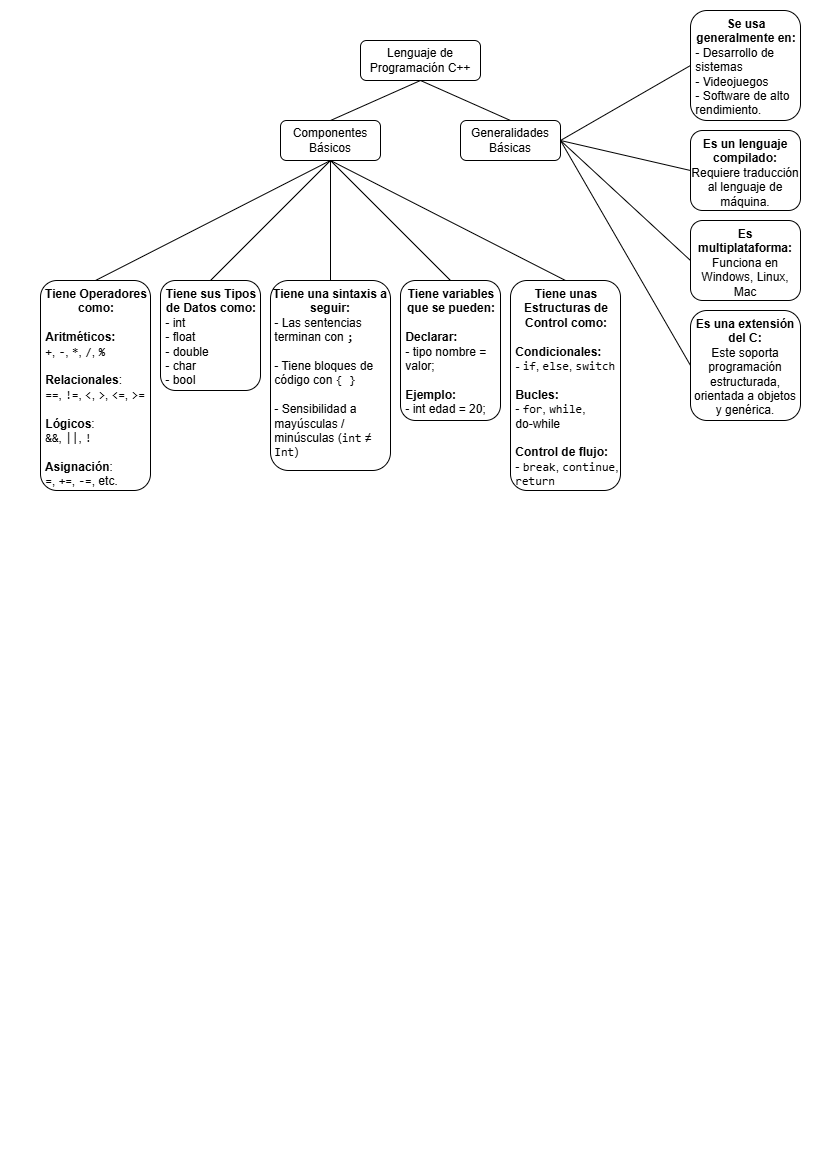 Lenguaje de
Programación C++
Componentes
Básicos
Generalidades
Básicas
Se usa
generalmente en:
- Desarrollo de
sistemas
- Videojuegos
- Software de alto
rendimiento.
Es un lenguaje
compilado:
Requiere traducción
al lenguaje de
máquina.
Es
multiplataforma:
Funciona en
Windows, Linux,
Mac
Es una extensión
del C:
Este soporta
programación
estructurada,
orientada a objetos
y genérica.
Tiene Operadores
como:
Aritméticos:
+, -, *, /, %
Relacionales:
==, !=, <, >, <=, >=
Lógicos:
&&, ||, !
Asignación:
=, +=, -=, etc.
Tiene sus Tipos
de Datos como:
- int
- float
- double
- char
- bool
Tiene una sintaxis a
seguir:
- Las sentencias
terminan con ;
- Tiene bloques de
código con { }
- Sensibilidad a
mayúsculas /
minúsculas (int ≠
Int)
Tiene variables
que se pueden:
Declarar:
- tipo nombre =
valor;
Ejemplo:
- int edad = 20;
Tiene unas
Estructuras de
Control como:
Condicionales:
- if, else, switch
Bucles:
- for, while,
do-while
Control de flujo:
- break, continue,
return